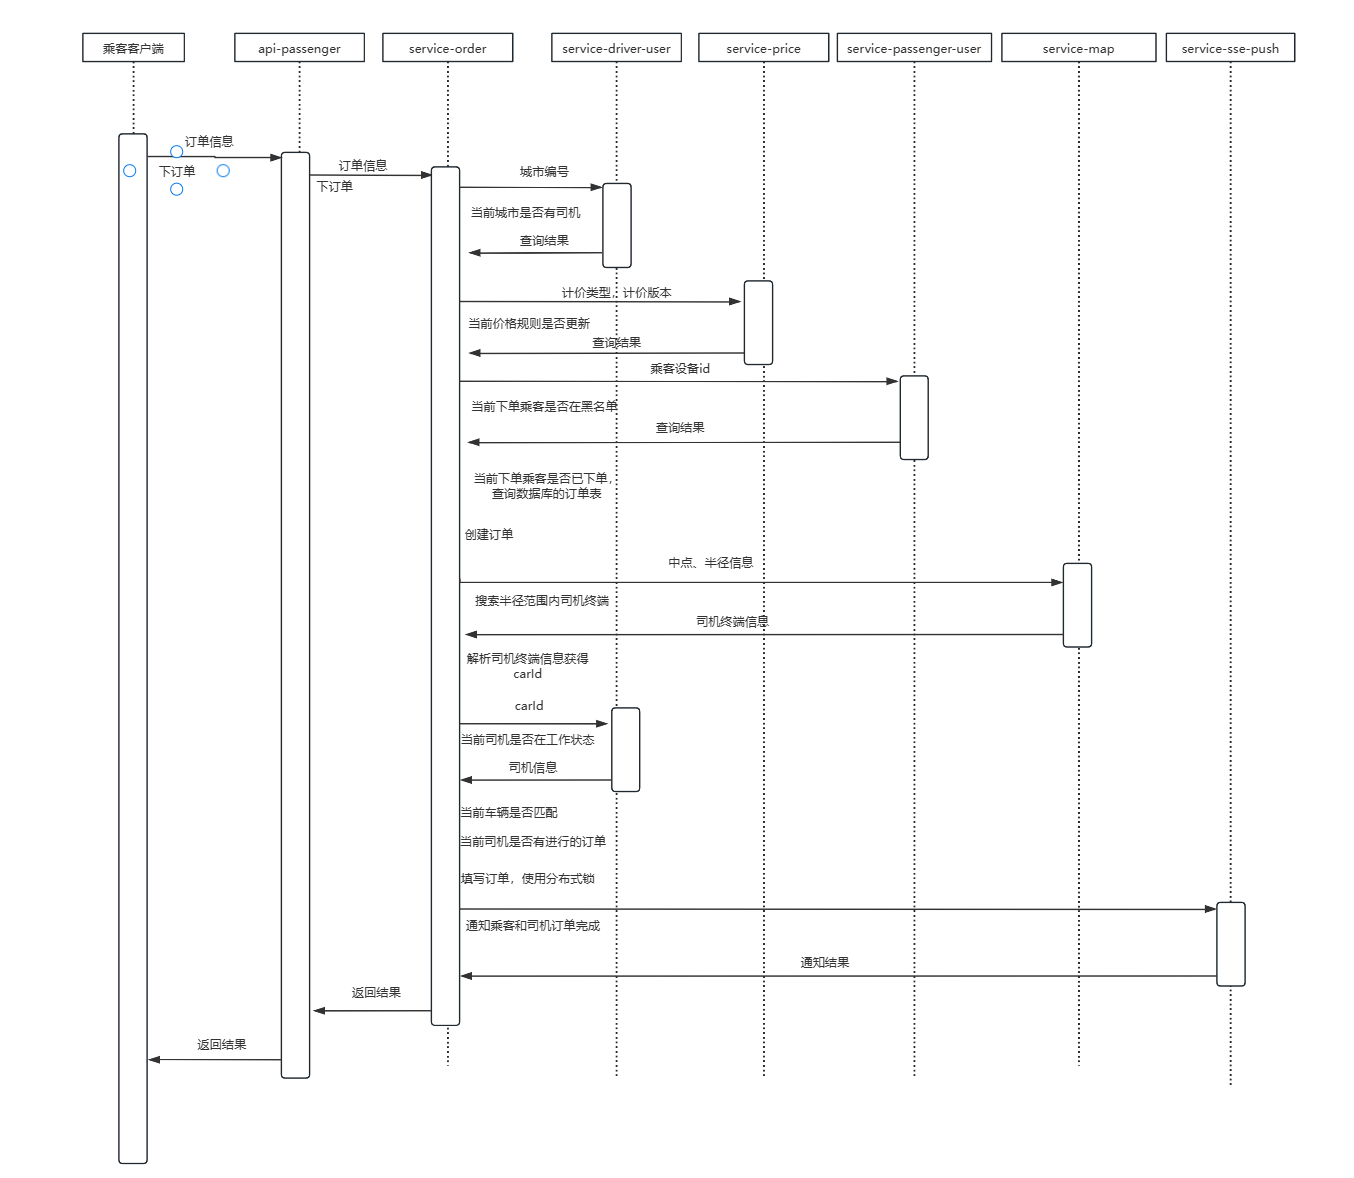 乘客客户端
api-passenger
service-order
service-driver-user
service-price
service-passenger-user
service-map
service-sse-push
订单信息
下订单
订单信息
下订单
城市编号
当前城市是否有司机
查询结果
计价类型，计价版本
当前价格规则是否更新
查询结果
乘客设备id
当前下单乘客是否在黑名单
查询结果
当前下单乘客是否已下单，
查询数据库的订单表
创建订单
中点、半径信息
搜索半径范围内司机终端
司机终端信息
解析司机终端信息获得
carId
carId
当前司机是否在工作状态
司机信息
当前车辆是否匹配
当前司机是否有进行的订单
填写订单，使用分布式锁
通知乘客和司机订单完成
通知结果
返回结果
返回结果